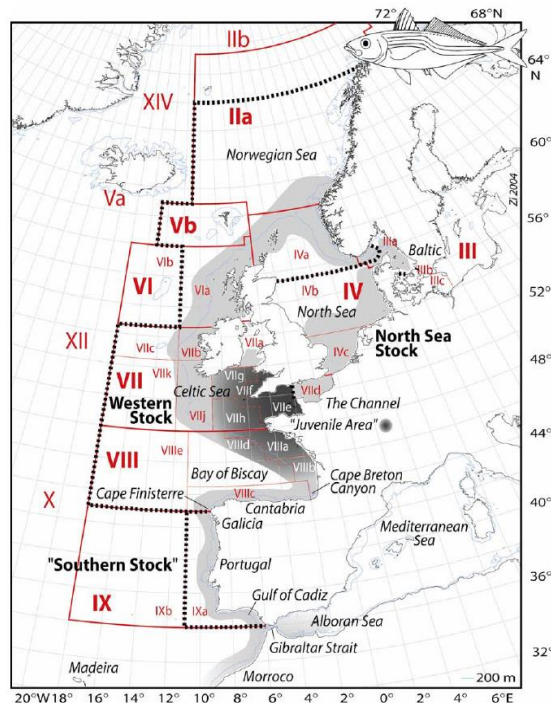 72° 68°N
IIb
64°
N
XIV
IIa
60°
Norwegian Sea
Va
56°
ZI 2004
Vb
IIIa
Baltic
III
VIb
IVa
IIIb
IIIc
52°
VI
VIa
IVb
IV
North Sea
XII
VIIc
VIIb
VIIa
IVc
North Sea
Stock
48°
VIIk
VIIg
VII
Celtic Sea
VIIf
VIId
Western
Stock
VIIj
VIIh
VIIe
The Channel
"Juvenile Area"
44°
VIIId
VIIIa
VIII
VIIIe
VIIIb
Bay of Biscay
Cape Breton
Canyon
X
Cape Finisterre
VIIIc
Cantabria
40°
Galicia
Mediterranean
Sea
"Southern Stock"
Portugal
36°
Gulf of Cadiz
IX
IXb
IXa
Alboran Sea
Gibraltar Strait
32°
Madeira
Morroco
200 m
20°W 18° 16° 14° 12° 10° 8° 6° 4° 2° 0° 2° 4° 6°E